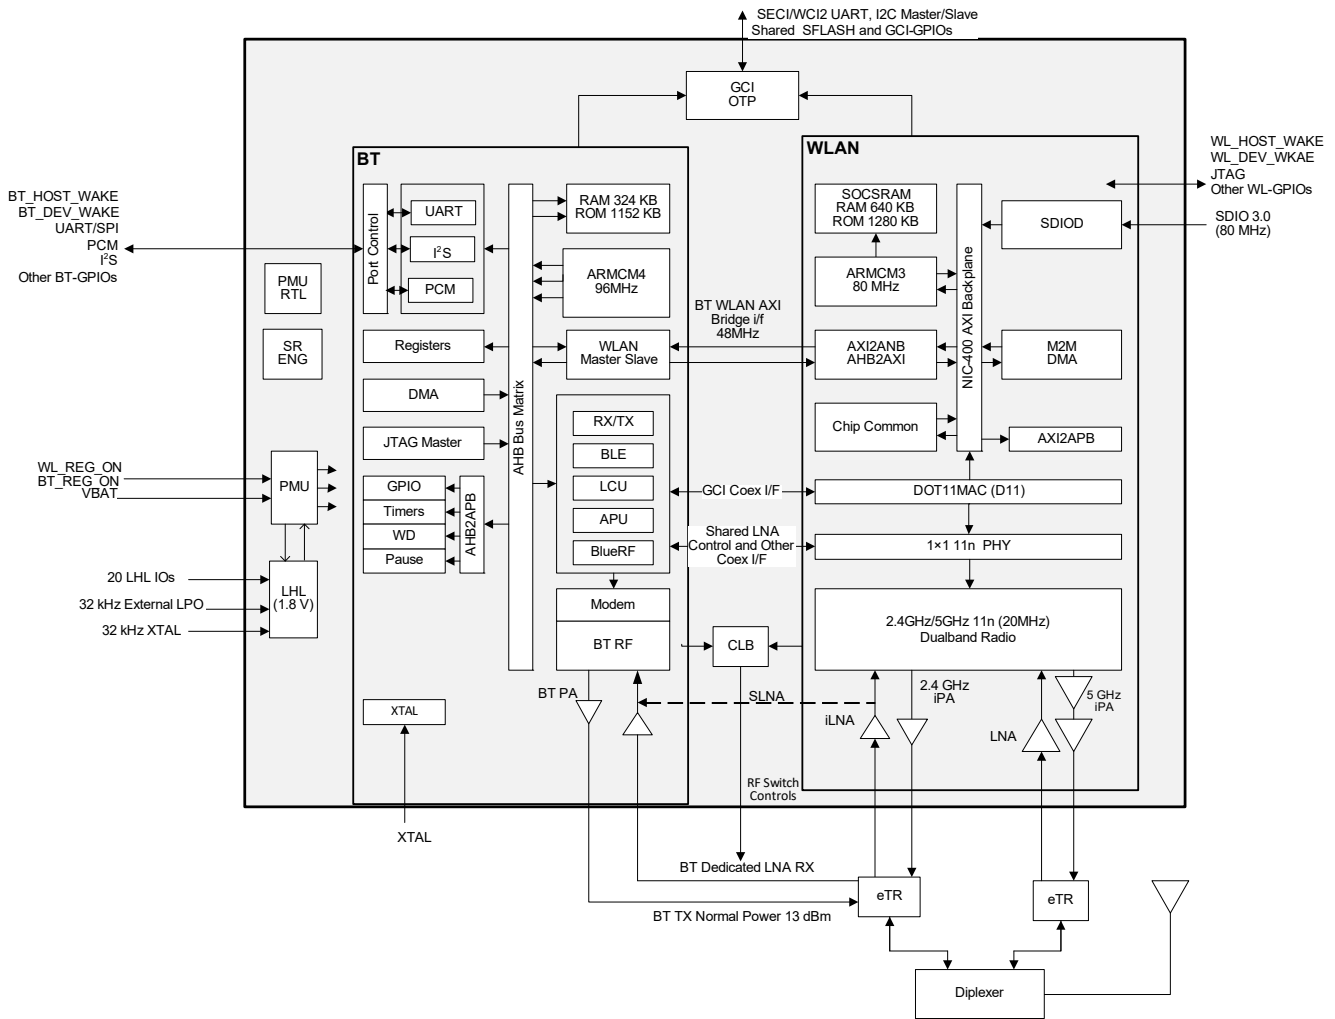 SECI/WCI2 UART, I2C Master/Slave
Shared SFLASH and GCI-GPIOs
GCI
OTP
BT
WLAN
BT_HOST_WAKE
BT_DEV_WAKE
UART/SPI
PCM
I²S
Other BT-GPIOs
WL_HOST_WAKE
WL_DEV_WKAE
JTAG
Other WL-GPIOs
SDIO 3.0
(80 MHz)
PMU
RTL
SR
ENG
WL_REG_ON
BT_REG_ON
VBAT
PMU
20 LHL IOs
32 kHz External LPO
32 kHz XTAL
LHL
(1.8 V)
Port Control
UART
I²S
PCM
Registers
DMA
JTAG Master
GPIO
Timers
WD
Pause
AHB2APB
AHB Bus Matrix
RAM 324 KB
ROM 1152 KB
ARMCM4
96MHz
WLAN
Master Slave
RX/TX
BLE
LCU
APU
BlueRF
Modem
BT RF
BT PA
XTAL
XTAL
BT WLAN AXI
Bridge i/f
48MHz
GCI Coex I/F
Shared LNA
Control and Other
Coex I/F
CLB
SLNA
RF Switch
Controls
SOCSRAM
RAM 640 KB
ROM 1280 KB
ARMCM3
80 MHz
AXI2ANB
AHB2AXI
Chip Common
NIC-400 AXI Backplane
SDIOD
M2M
DMA
AXI2APB
DOT11MAC (D11)
1×1 11n PHY
2.4GHz/5GHz 11n (20MHz)
Dualband Radio
2.4 GHz
iPA
5 GHz
iPA
iLNA
LNA
BT Dedicated LNA RX
BT TX Normal Power 13 dBm
eTR
eTR
Diplexer